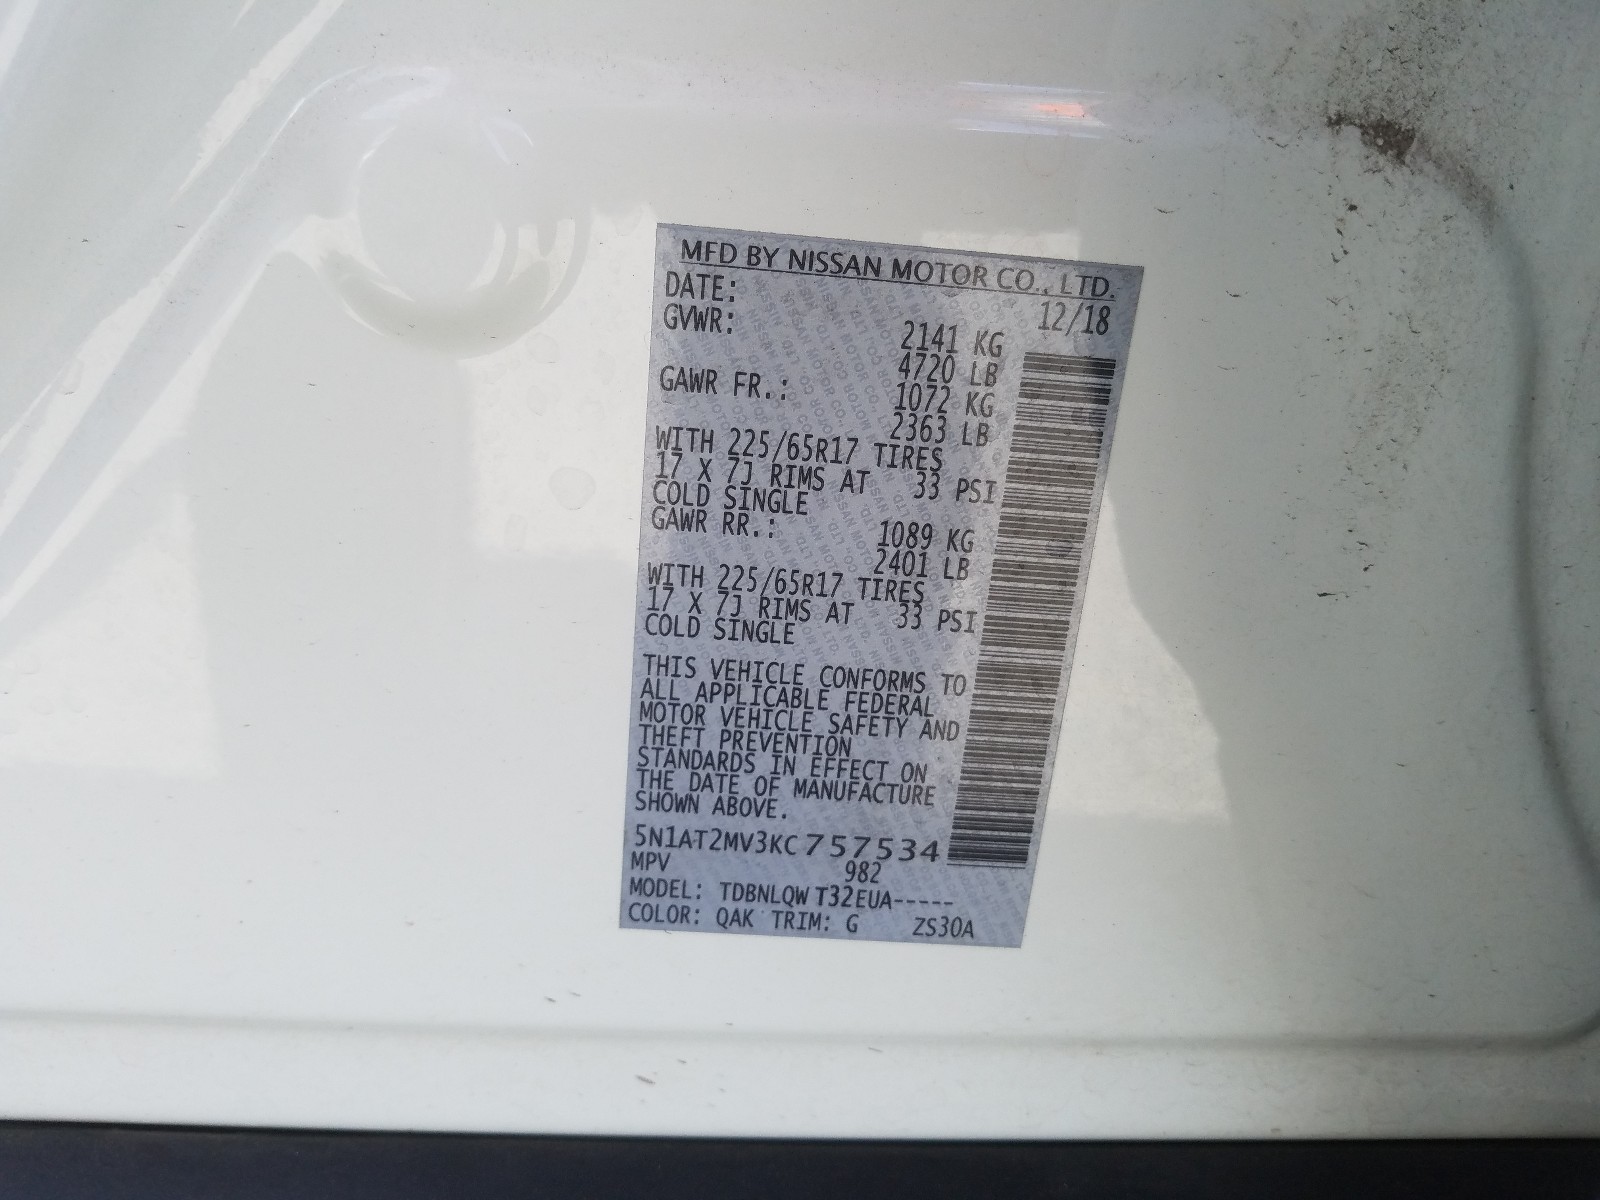 MFD BY NISSAN MOTOR CO., LTD.
DATE: 12/18
GVWR: 2141 KG
4720 LB
GAWR FR.: 1072 KG
2363 LB
WITH 225/65R17 TIRES
17 X 7J RIMS AT 33 PSI
COLD SINGLE
GAWR RR.: 1089 KG
2401 LB
WITH 225/65R17 TIRES
17 X 7J RIMS AT 33 PSI
COLD SINGLE
THIS VEHICLE CONFORMS TO
ALL APPLICABLE FEDERAL
MOTOR VEHICLE SAFETY AND
THEFT PREVENTION
STANDARDS IN EFFECT ON
THE DATE OF MANUFACTURE
SHOWN ABOVE.
5N1AT2MV3KC757534
MPV 982
MODEL: TDBNLQW T32EUA-----
COLOR: QAK TRIM: G ZS30A